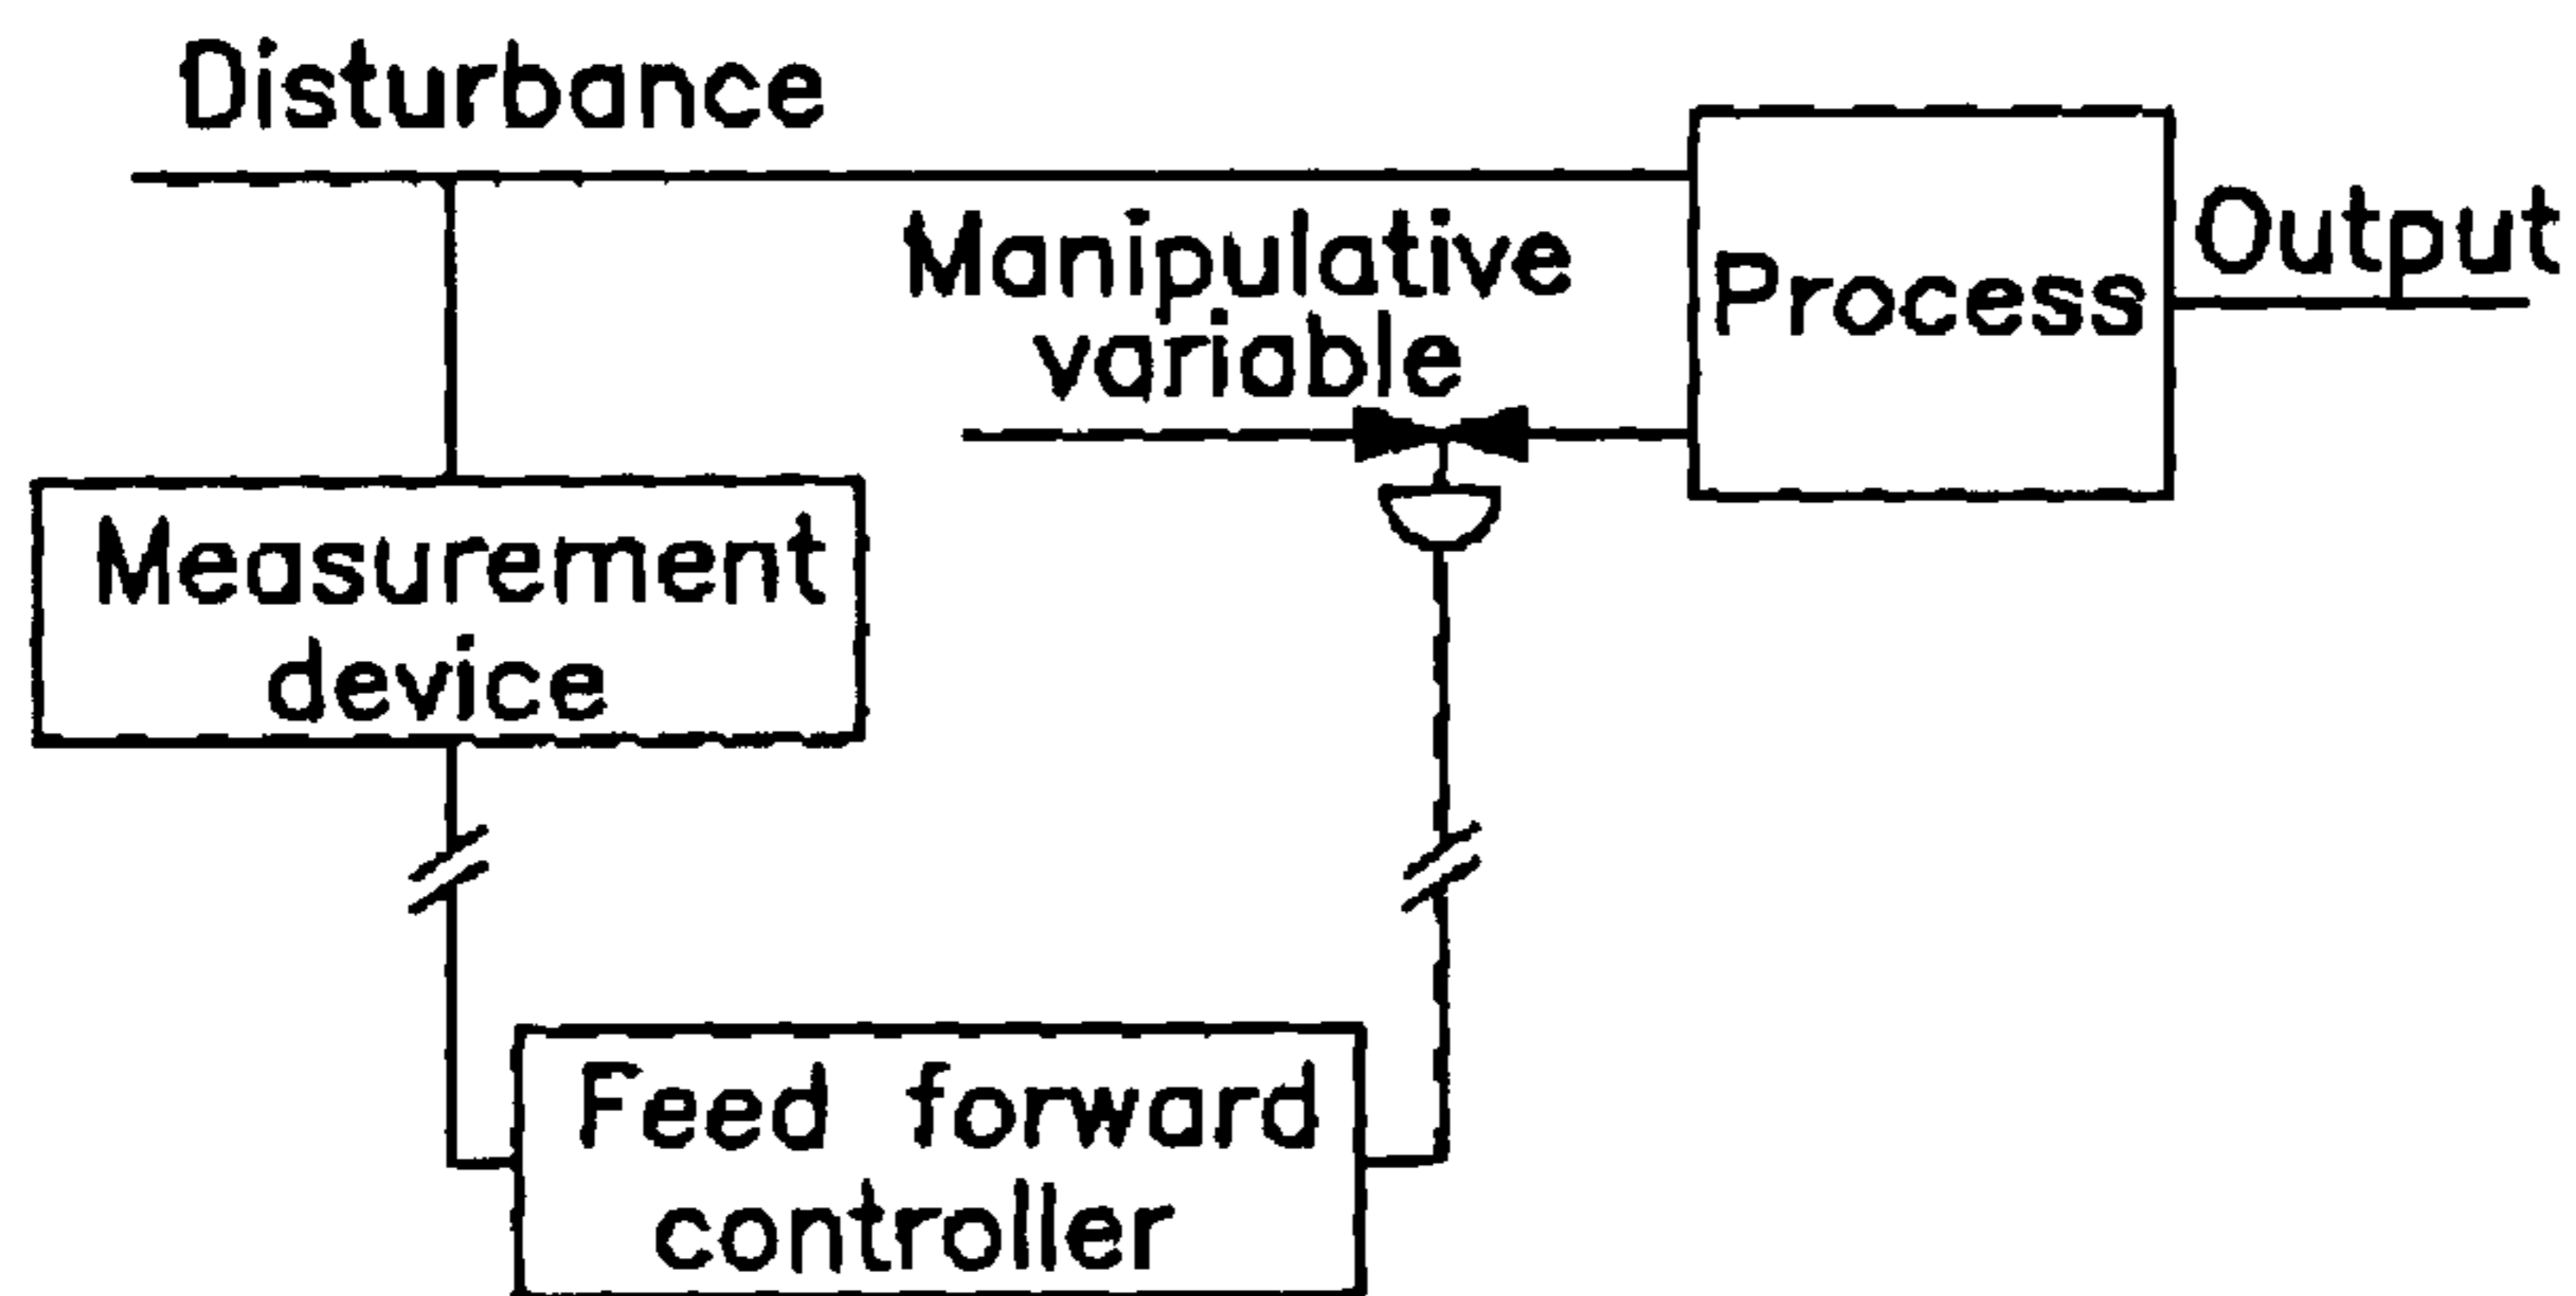 Disturbance
Manipulative
variable
Process
Output
Measurement
device
Feed forward
controller